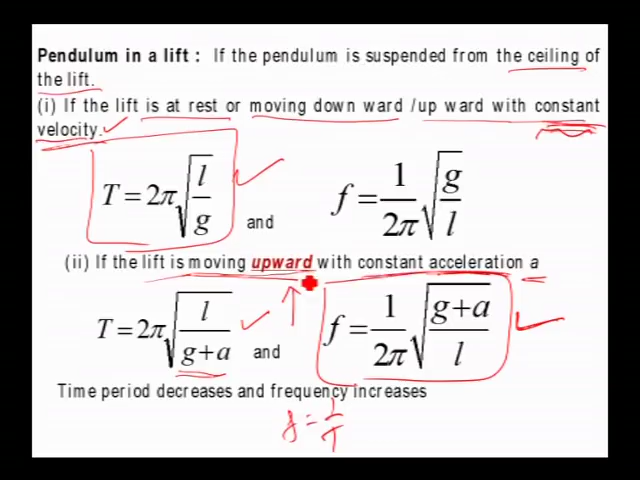 Pendulum in a lift : If the pendulum is suspended from the ceiling of
the lift.
(i) If the lift is at rest or moving down ward /up ward with constant
velocity.
T = 2π√(l/g) and f = 1/2π √(g/l)
(ii) If the lift is moving upward with constant acceleration a
T = 2π√(l/(g+a)) and f = 1/2π √((g+a)/l)
Time period decreases and frequency increases
f = 1/T